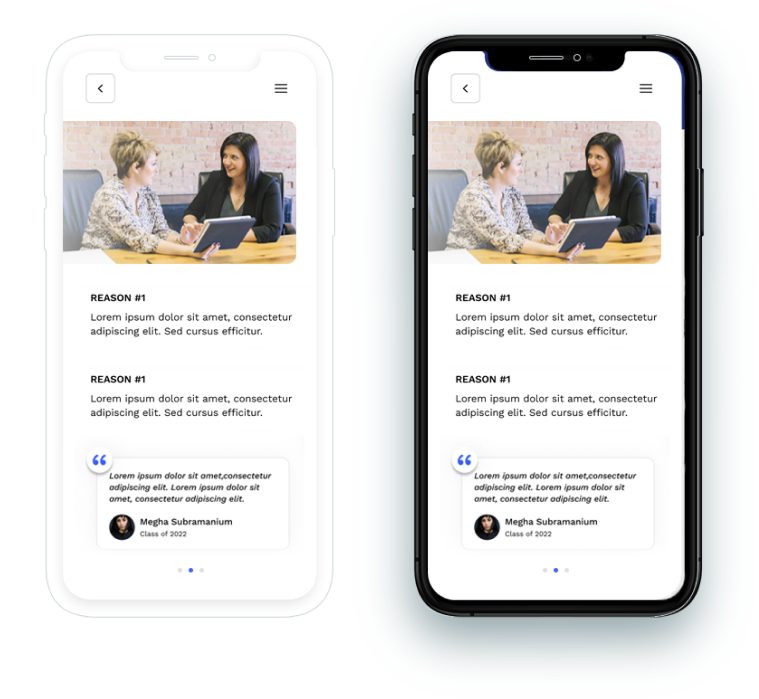 REASON #1
Lorem ipsum dolor sit amet, consectetur
adipiscing elit. Sed cursus efficitur.
REASON #1
Lorem ipsum dolor sit amet, consectetur
adipiscing elit. Sed cursus efficitur.
“
Lorem ipsum dolor sit amet,consectetur
adipiscing elit. Lorem ipsum dolor sit
amet, consectetur adipiscing elit.
Megha Subramanium
Class of 2022
REASON #1
Lorem ipsum dolor sit amet, consectetur
adipiscing elit. Sed cursus efficitur.
REASON #1
Lorem ipsum dolor sit amet, consectetur
adipiscing elit. Sed cursus efficitur.
“
Lorem ipsum dolor sit amet,consectetur
adipiscing elit. Lorem ipsum dolor sit
amet, consectetur adipiscing elit.
Megha Subramanium
Class of 2022